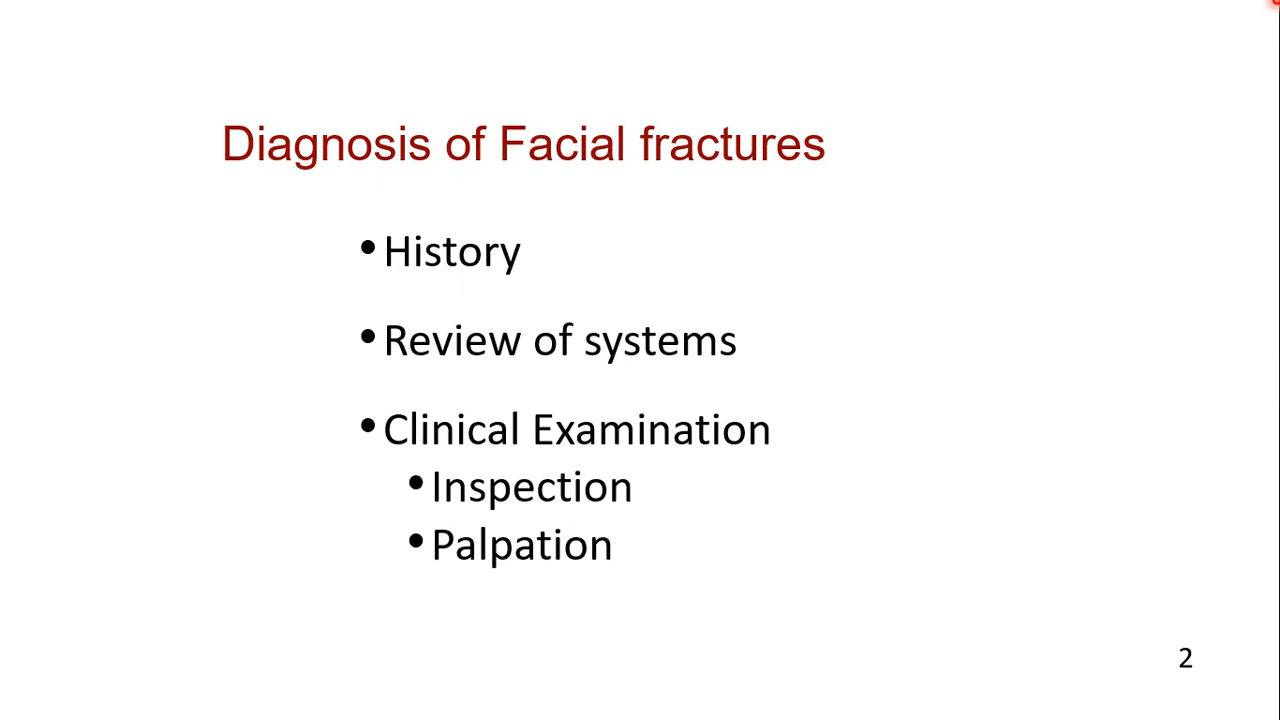 Diagnosis of Facial fractures
• History
• Review of systems
• Clinical Examination
• Inspection
• Palpation
2